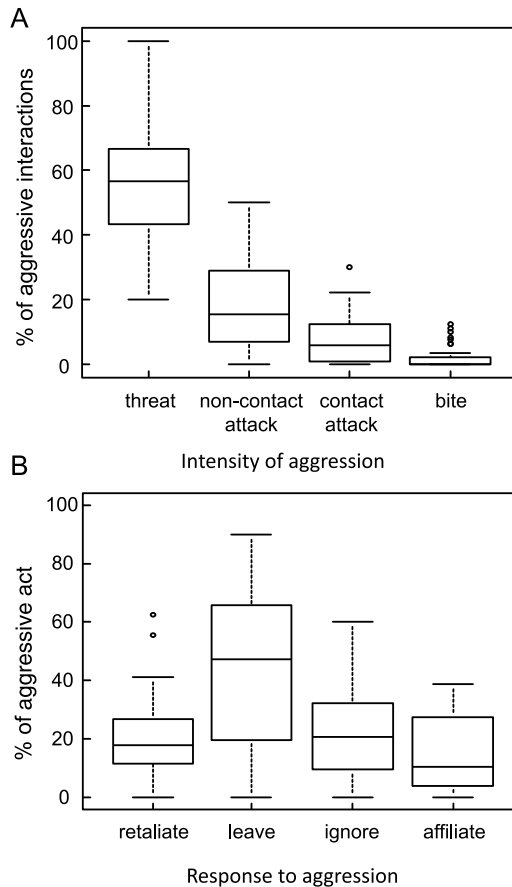 A
% of aggressive interactions
100
80
60
40
20
0
threat
non-contact
attack
contact
attack
bite
Intensity of aggression
B
% of aggressive act
100
80
60
40
20
0
retaliate
leave
ignore
affiliate
Response to aggression